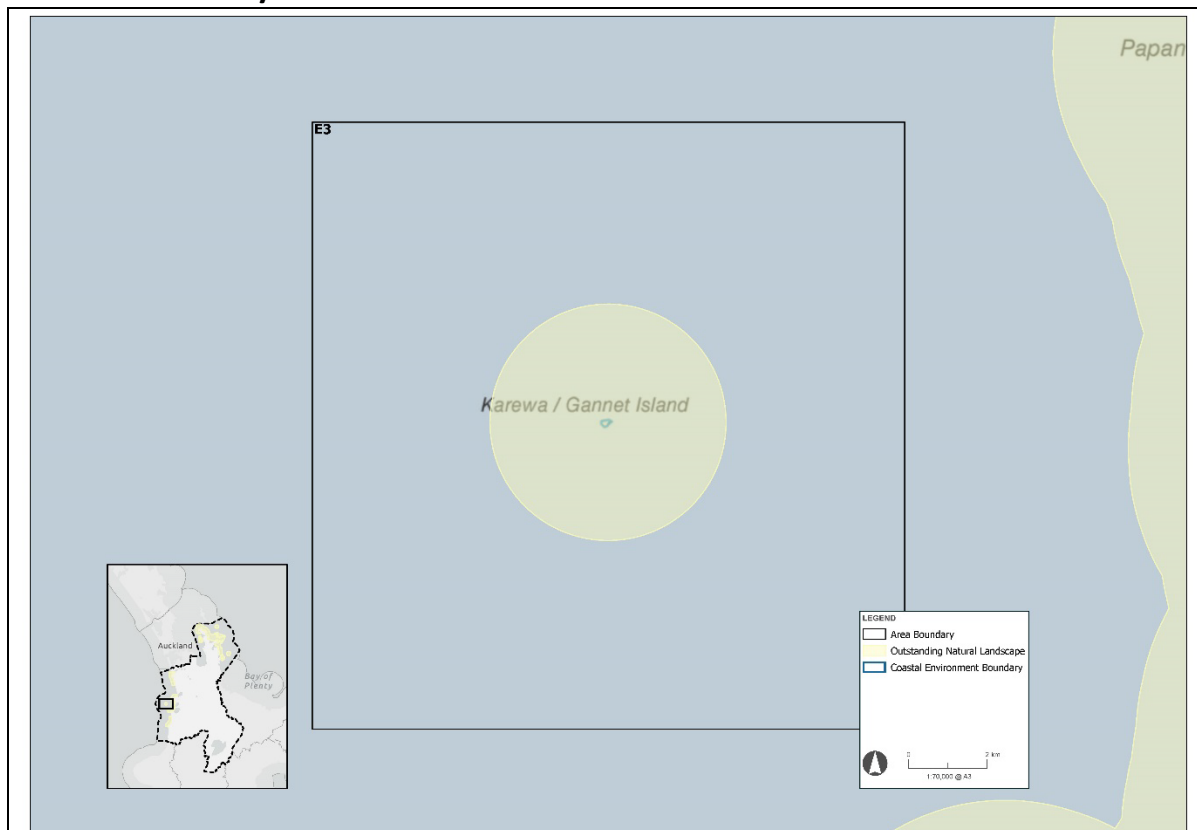 Papan
E3
Karewa / Gannet Island
Auckland
Bay of
Plenty
LEGEND
Area Boundary
Outstanding Natural Landscape
Coastal Environment Boundary
0 2 km
1:70,000 @ A3